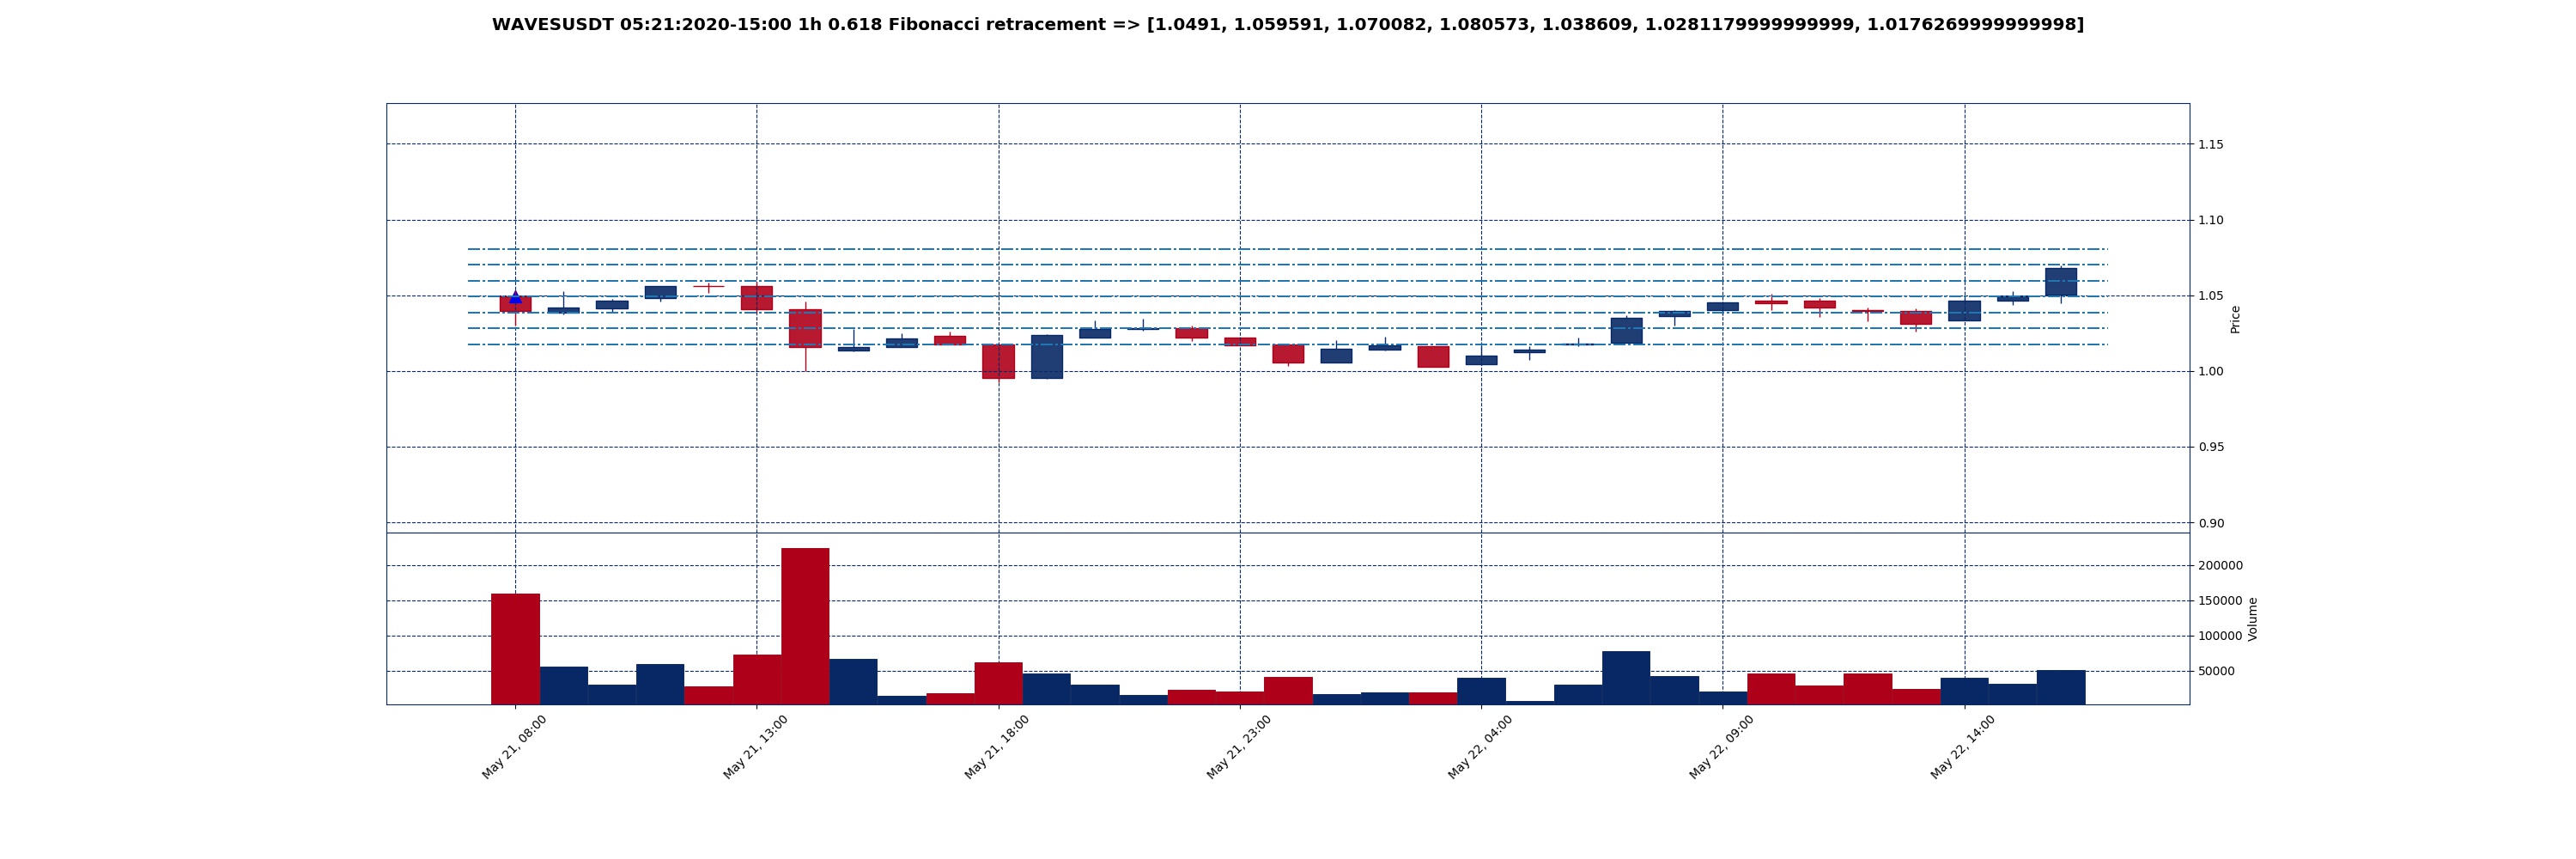 WAVESUSDT 05:21:2020-15:00 1h 0.618 Fibonacci retracement => [1.0491, 1.059591, 1.070082, 1.080573, 1.038609, 1.0281179999999999, 1.0176269999999998]
1.15
1.10
1.05
Price
1.00
0.95
0.90
200000
150000
Volume
100000
50000
May 21, 08:00
May 21, 13:00
May 21, 18:00
May 21, 23:00
May 22, 04:00
May 22, 09:00
May 22, 14:00